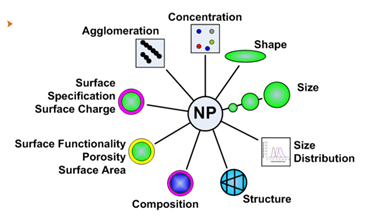 Concentration
Agglomeration
Shape
Surface
Specification
Surface Charge
Size
NP
Surface Functionality
Porosity
Surface Area
Size
Distribution
Composition
Structure